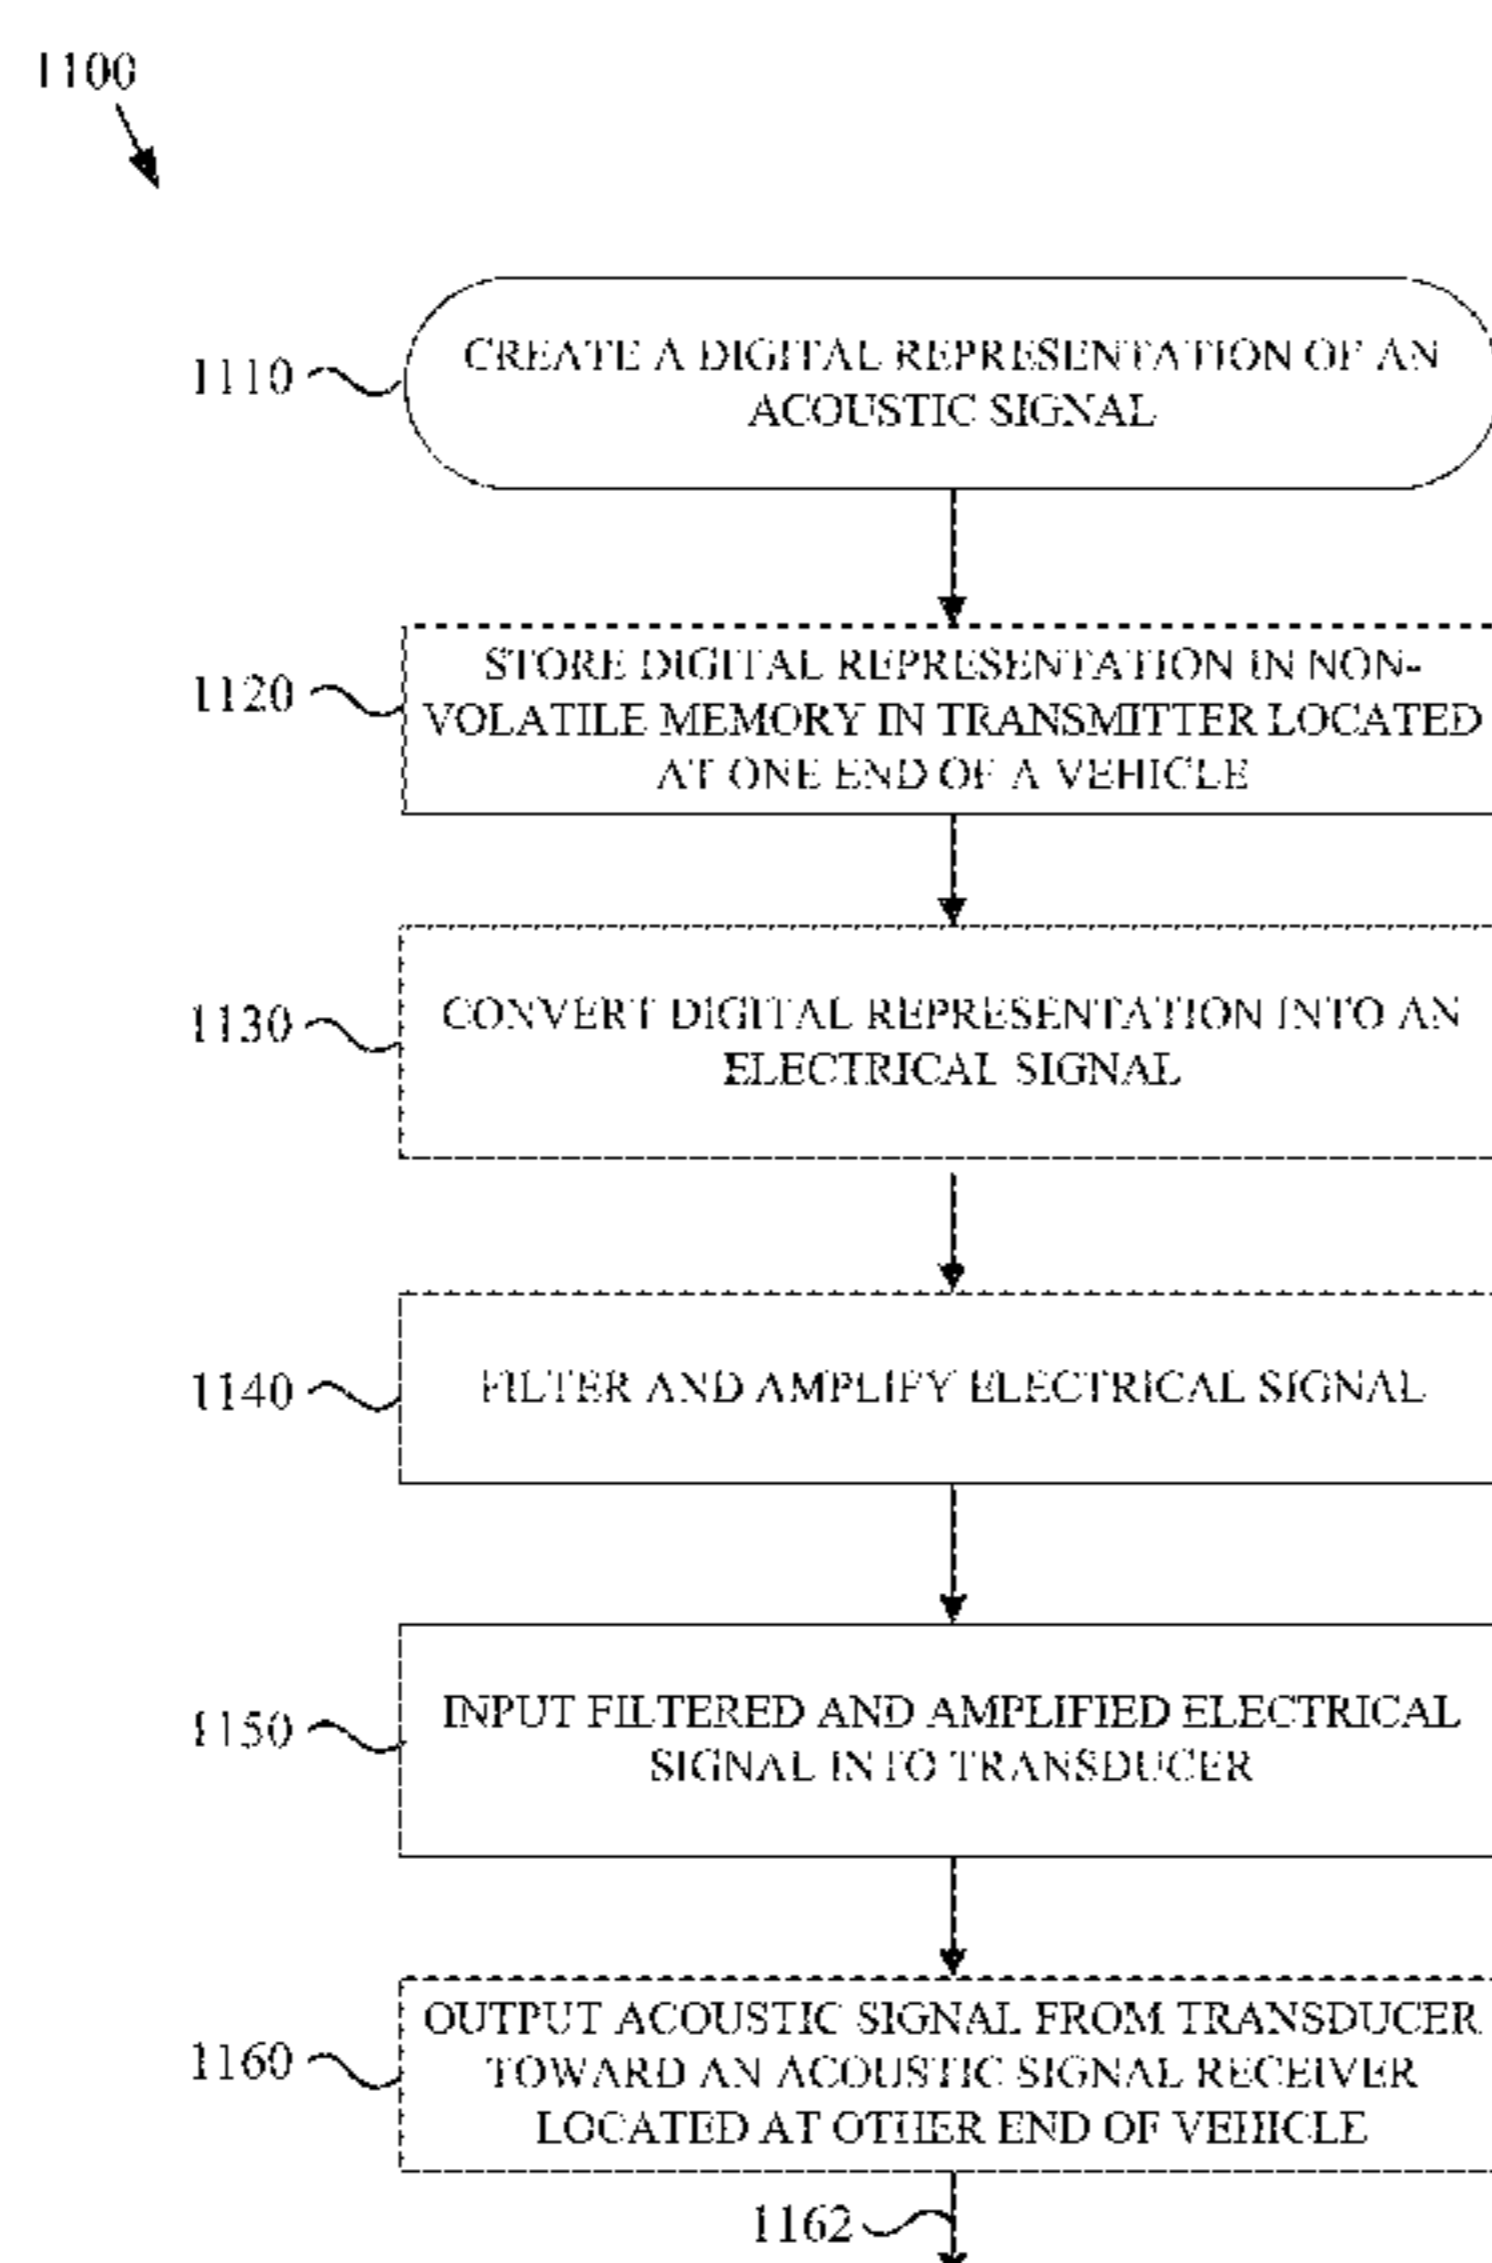 1100
1110
CREATE A DIGITAL REPRESENTATION OF AN
ACOUSTIC SIGNAL
1120
STORE DIGITAL REPRESENTATION IN NON-
VOLATILE MEMORY IN TRANSMITTER LOCATED
AT ONE END OF A VEHICLE
1130
CONVERT DIGITAL REPRESENTATION INTO AN
ELECTRICAL SIGNAL
1140
FILTER AND AMPLIFY ELECTRICAL SIGNAL
1150
INPUT FILTERED AND AMPLIFIED ELECTRICAL
SIGNAL INTO TRANSDUCER
1160
OUTPUT ACOUSTIC SIGNAL FROM TRANSDUCER
TOWARD AN ACOUSTIC SIGNAL RECEIVER
LOCATED AT OTHER END OF VEHICLE
1162